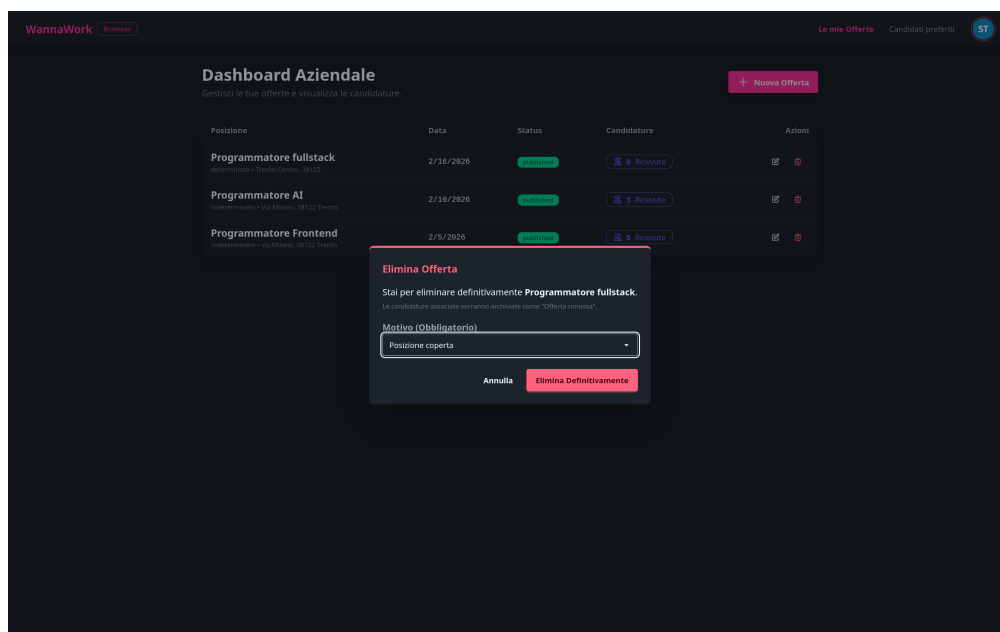 WannaWork Business
Le mie Offerte Candidati preferiti ST
Dashboard Aziendale
Gestisci le tue offerte e visualizza le candidature.
Nuova Offerta
Posizione Data Status Candidature Azioni
Programmatore fullstack 2/16/2026 published 0 Ricevute
determinato • Trento Centro, 38122
Programmatore AI 2/10/2026 published 3 Ricevute
indeterminato • Via Milano, 38122 Trento
Programmatore Frontend 2/5/2026 published 5 Ricevute
indeterminato • via Milano, 38122 Trento
Elimina Offerta
Stai per eliminare definitivamente Programmatore fullstack.
Le candidature associate verranno archiviate come "Offerta rimossa".
Motivo (Obbligatorio)
Posizione coperta
Annulla Elimina Definitivamente